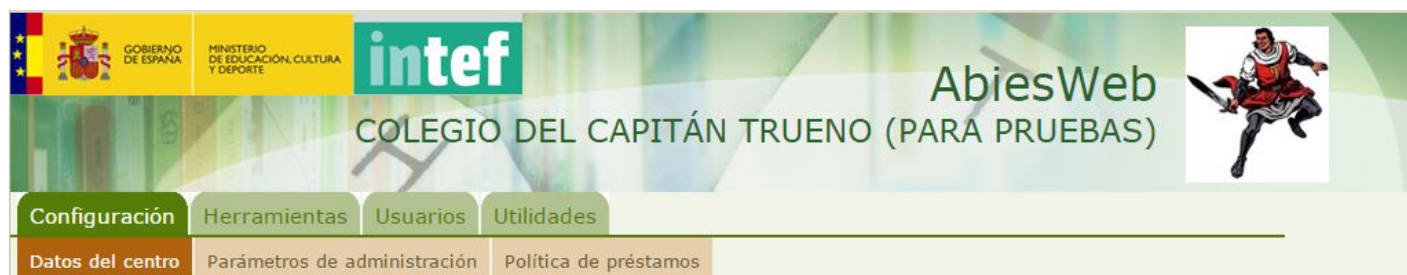 GOBIERNO
DE ESPAÑA
MINISTERIO
DE EDUCACIÓN, CULTURA
Y DEPORTE
intef
AbiesWeb
COLEGIO DEL CAPITÁN TRUENO (PARA PRUEBAS)
Configuración Herramientas Usuarios Utilidades
Datos del centro Parámetros de administración Política de préstamos